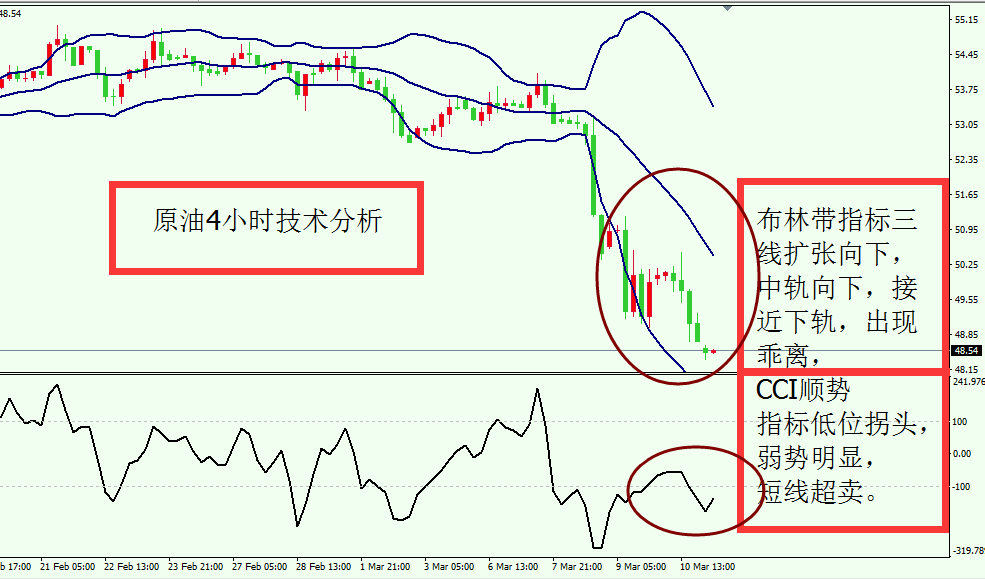 48.54
55.15
54.45
53.75
53.05
52.35
51.65
50.95
50.25
49.55
48.85
48.54
48.15
原油4小时技术分析
布林带指标三
线扩张向下，
中轨向下，接
近下轨，出现
乖离，
CCI顺势
指标低位拐头，
弱势明显，
短线超卖。
241.976
100
0.00
-100
-319.789
b 17:00
21 Feb 05:00
22 Feb 13:00
23 Feb 21:00
27 Feb 05:00
28 Feb 13:00
1 Mar 21:00
3 Mar 05:00
6 Mar 13:00
7 Mar 21:00
9 Mar 05:00
10 Mar 13:00